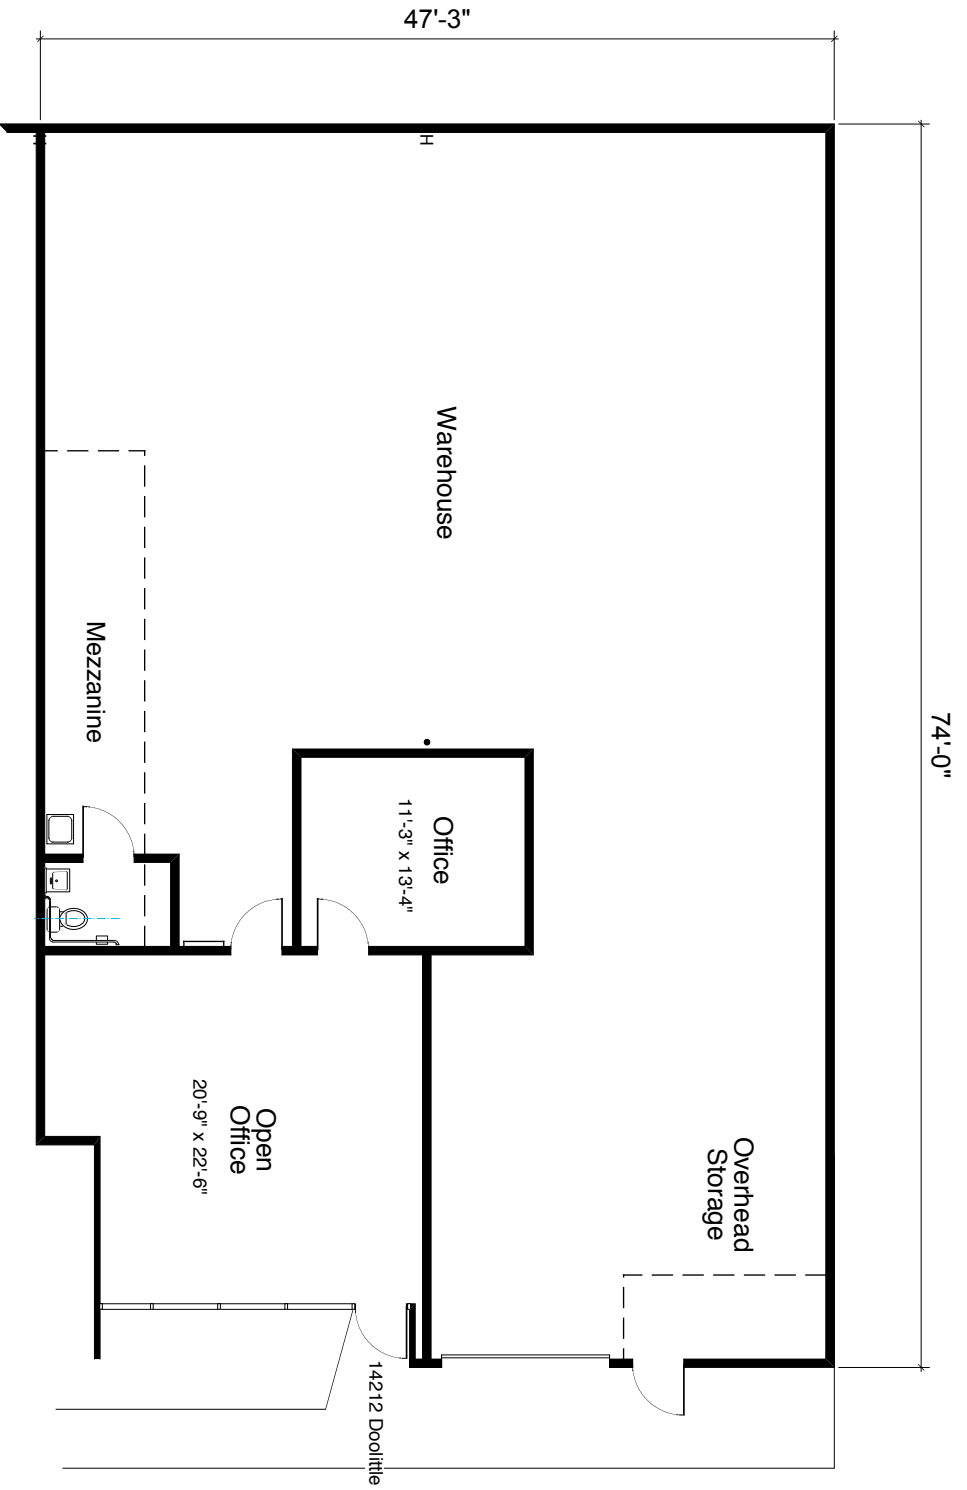 47'-3"
74'-0"
H
H
Warehouse
Mezzanine
Office
11'-3" x 13'-4"
Open
Office
20'-9" x 22'-6"
Overhead
Storage
14212 Doolittle